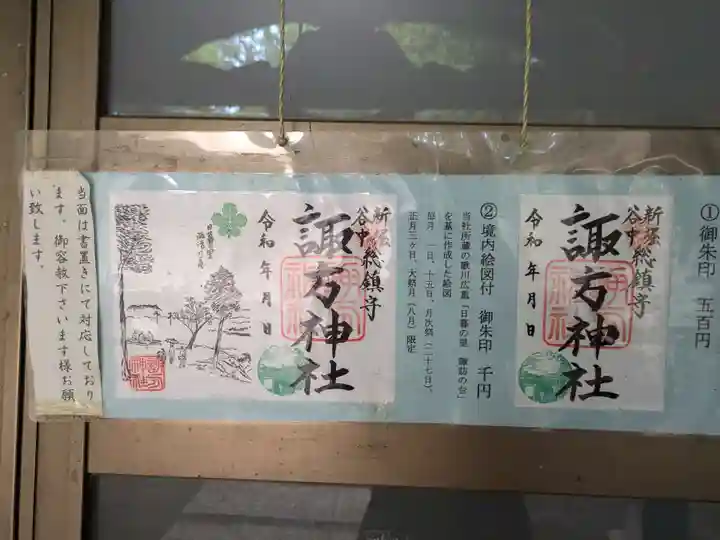 ①御朱印 五百円
新堀
谷中
総鎮守
諏方神社
令和 年 月 日
②境内絵図付 御朱印 千円
当社所蔵の歌川広重「日暮の里 諏訪の台」
を基に作成した絵図
毎月 一日、十五日、月次祭(二十七日)、
正月三ヶ日、大祭月(八月)限定
新堀
谷中
総鎮守
諏方神社
令和 年 月 日
当面は書置きにて対応しており
ます。御容赦下さいます様お願
い致します。